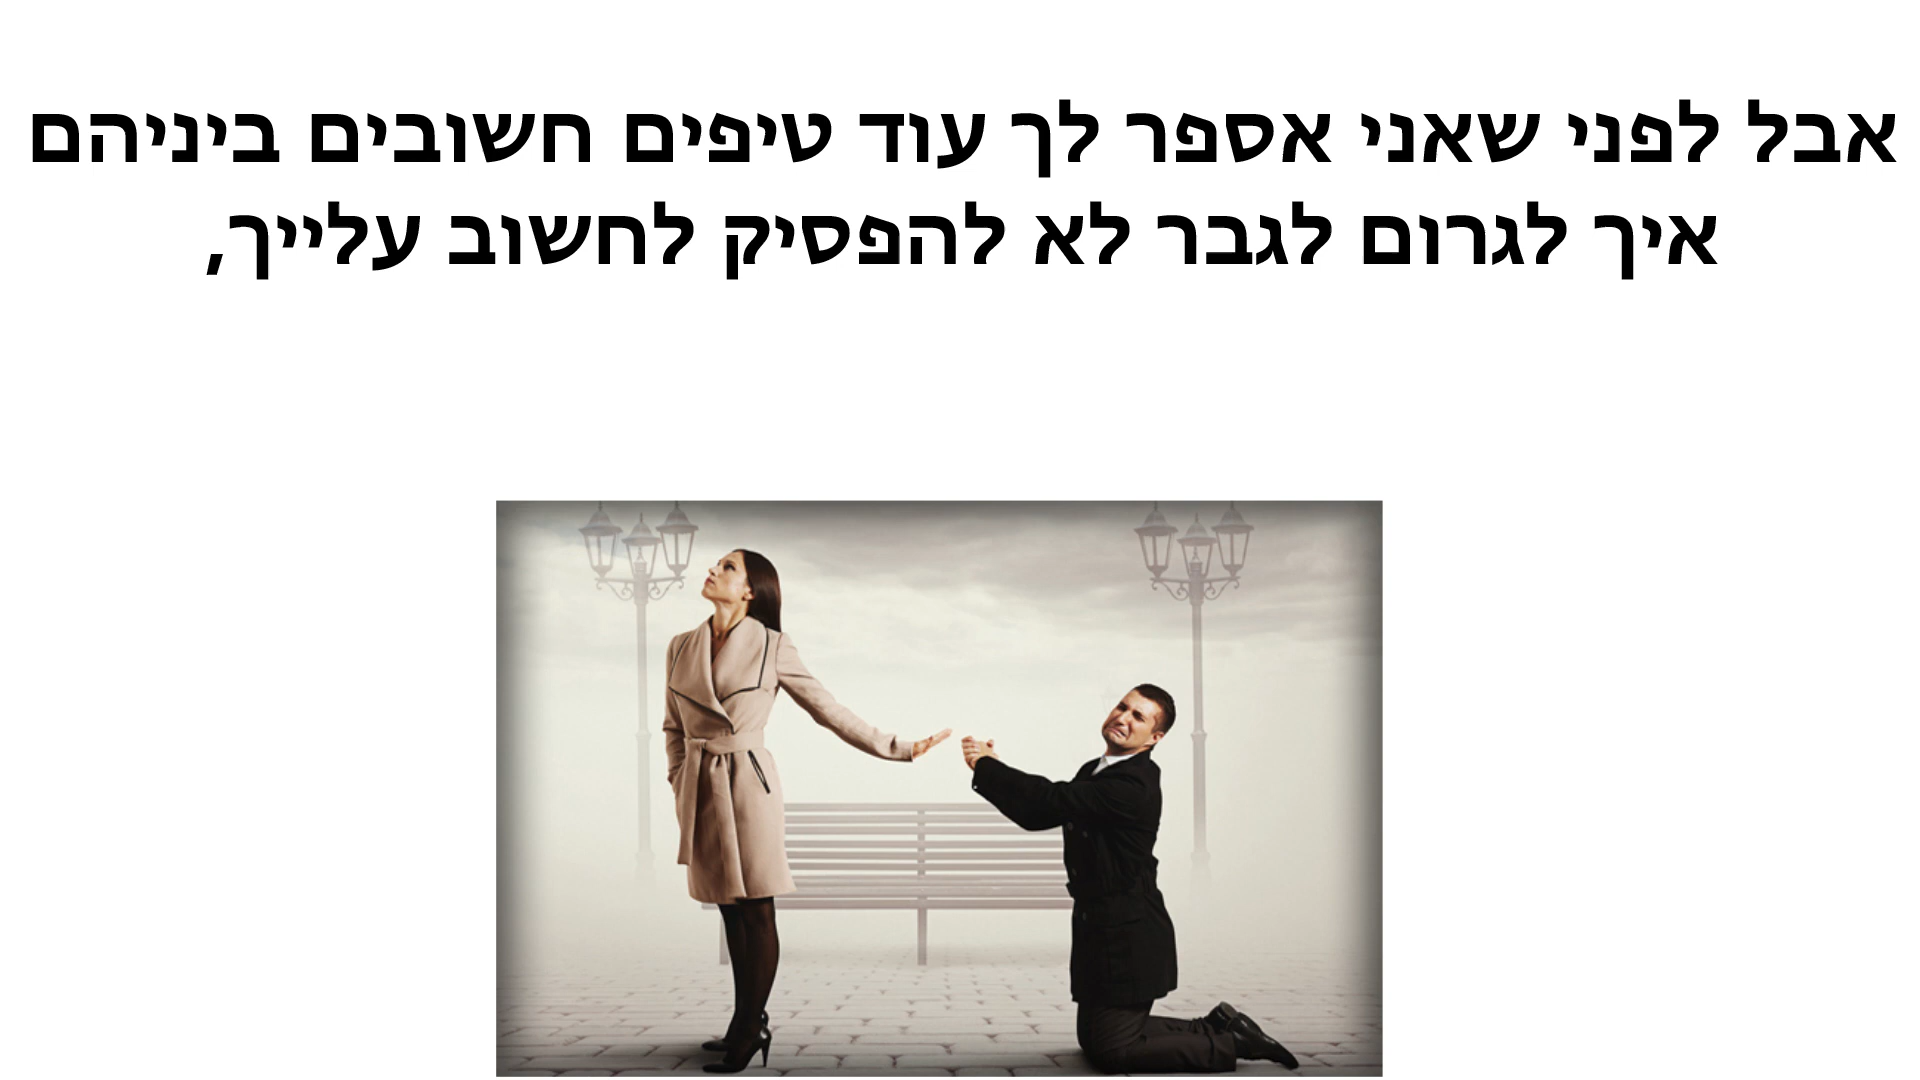 אבל לפני שאני אספר לך עוד טיפים חשובים ביניהם
איך לגרום לגבר לא להפסיק לחשוב עלייך,